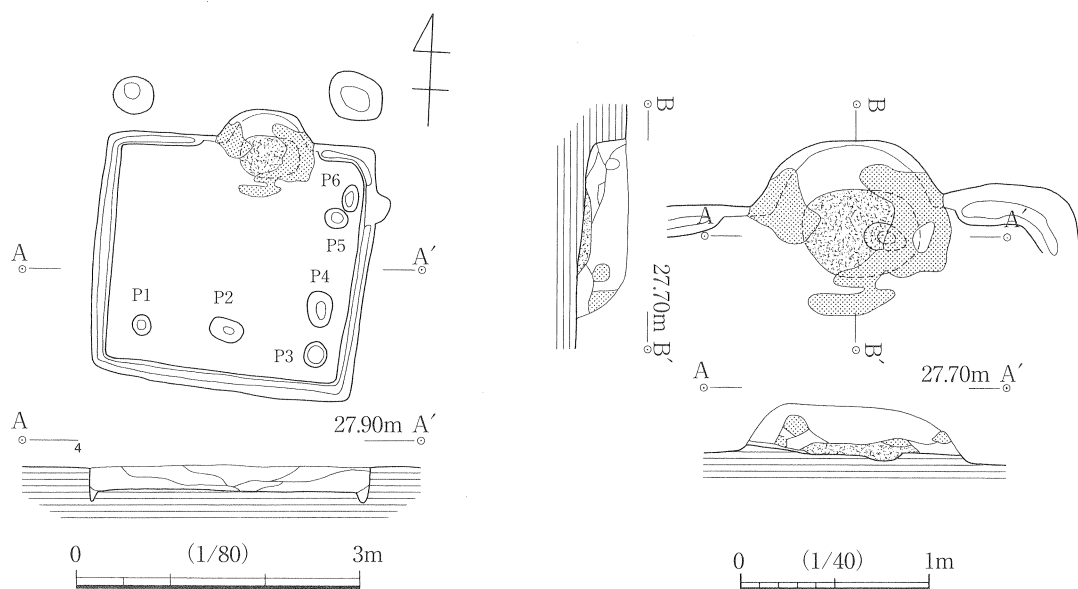 P6
P5
A A′
P4
P1 P2
P3
A 27.90m A′
4
0 (1/80) 3m
B B
A A′
27.70m
B′ B′
A 27.70m A′
0 (1/40) 1m